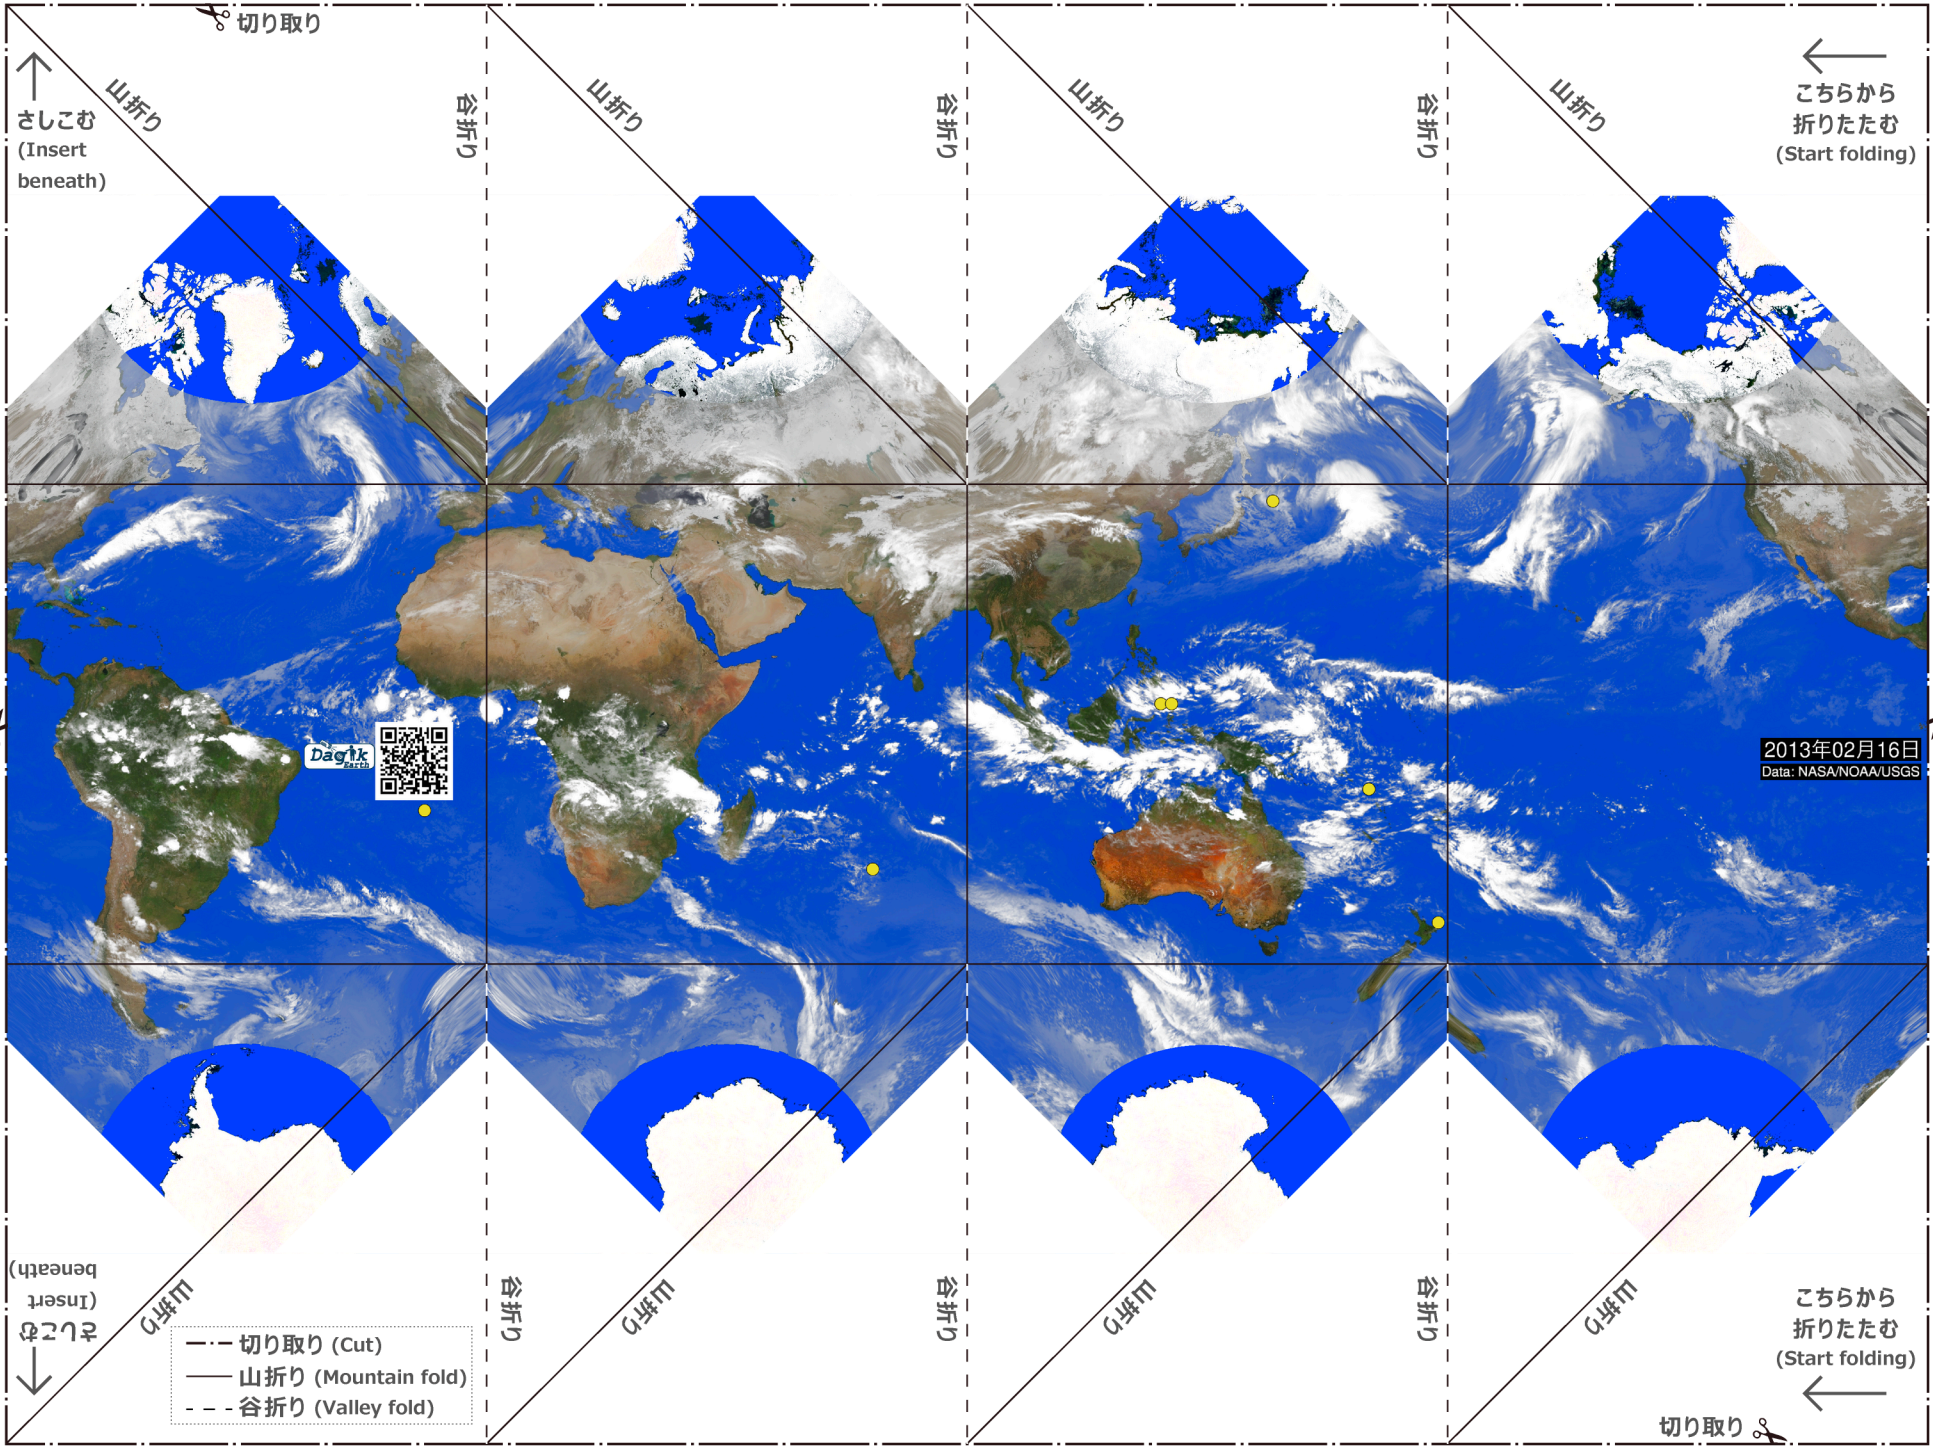 切り取り
山折り
谷折り
山折り
谷折り
山折り
谷折り
山折り
さしこむ
(Insert
beneath)
こちらから
折りたたむ
(Start folding)
Dagik
Earth
2013年02月16日
Data: NASA/NOAA/USGS
さしこむ
(Insert
beneath)
山折り
谷折り
山折り
谷折り
山折り
谷折り
山折り
切り取り (Cut)
山折り (Mountain fold)
谷折り (Valley fold)
こちらから
折りたたむ
(Start folding)
切り取り